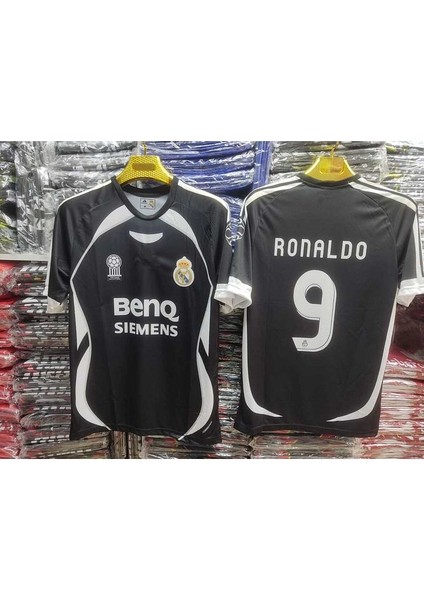 BenQ
SIEMENS
RONALDO
9